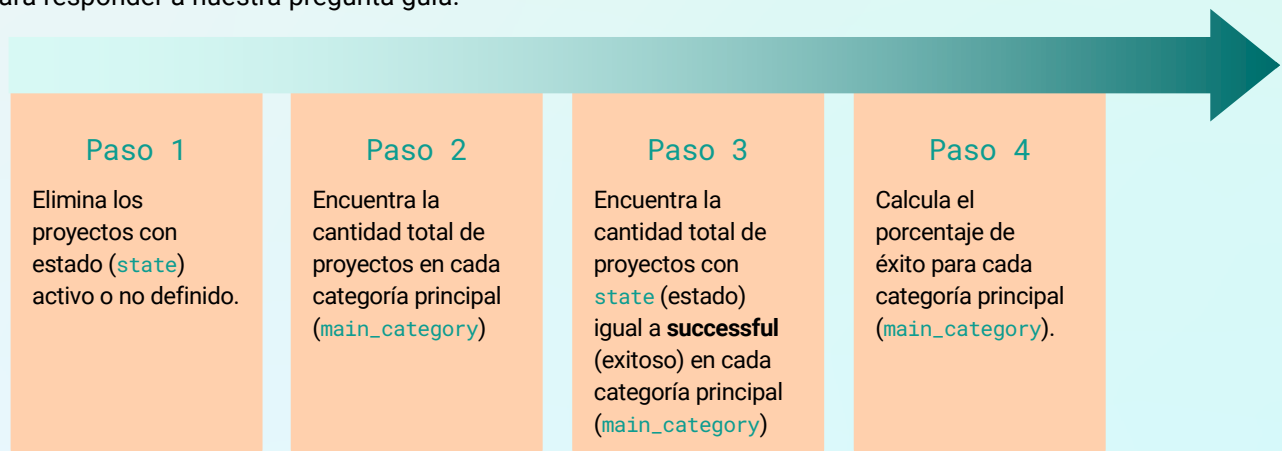 para responder a nuestra pregunta guía.
Paso 1
Elimina los
proyectos con
estado (state)
activo o no definido.
Paso 2
Encuentra la
cantidad total de
proyectos en cada
categoría principal
(main_category)
Paso 3
Encuentra la
cantidad total de
proyectos con
state (estado)
igual a successful
(exitoso) en cada
categoría principal
(main_category)
Paso 4
Calcula el
porcentaje de
éxito para cada
categoría principal
(main_category).